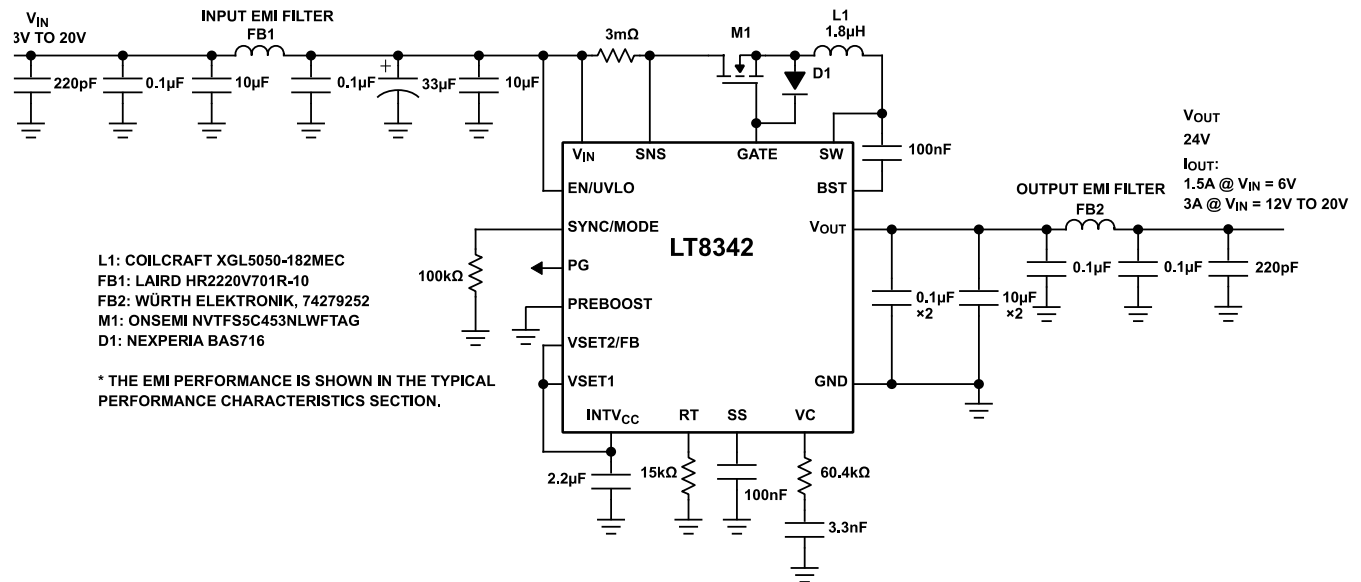 VIN
3V TO 20V
INPUT EMI FILTER
FB1
220pF
0.1µF
10µF
0.1µF
+
33µF
10µF
3mΩ
M1
D1
L1
1.8µH
VIN
SNS
GATE
SW
100nF
BST
EN/UVLO
SYNC/MODE
100kΩ
PG
PREBOOST
VSET2/FB
VSET1
LT8342
VOUT
GND
INTVCC
RT
SS
VC
2.2µF
15kΩ
100nF
60.4kΩ
3.3nF
VOUT
24V
IOUT:
1.5A @ VIN = 6V
3A @ VIN = 12V TO 20V
OUTPUT EMI FILTER
FB2
0.1µF
×2
10µF
×2
0.1µF
0.1µF
220pF
L1: COILCRAFT XGL5050-182MEC
FB1: LAIRD HR2220V701R-10
FB2: WÜRTH ELEKTRONIK, 74279252
M1: ONSEMI NVTFS5C453NLWFTAG
D1: NEXPERIA BAS716
* THE EMI PERFORMANCE IS SHOWN IN THE TYPICAL
PERFORMANCE CHARACTERISTICS SECTION.